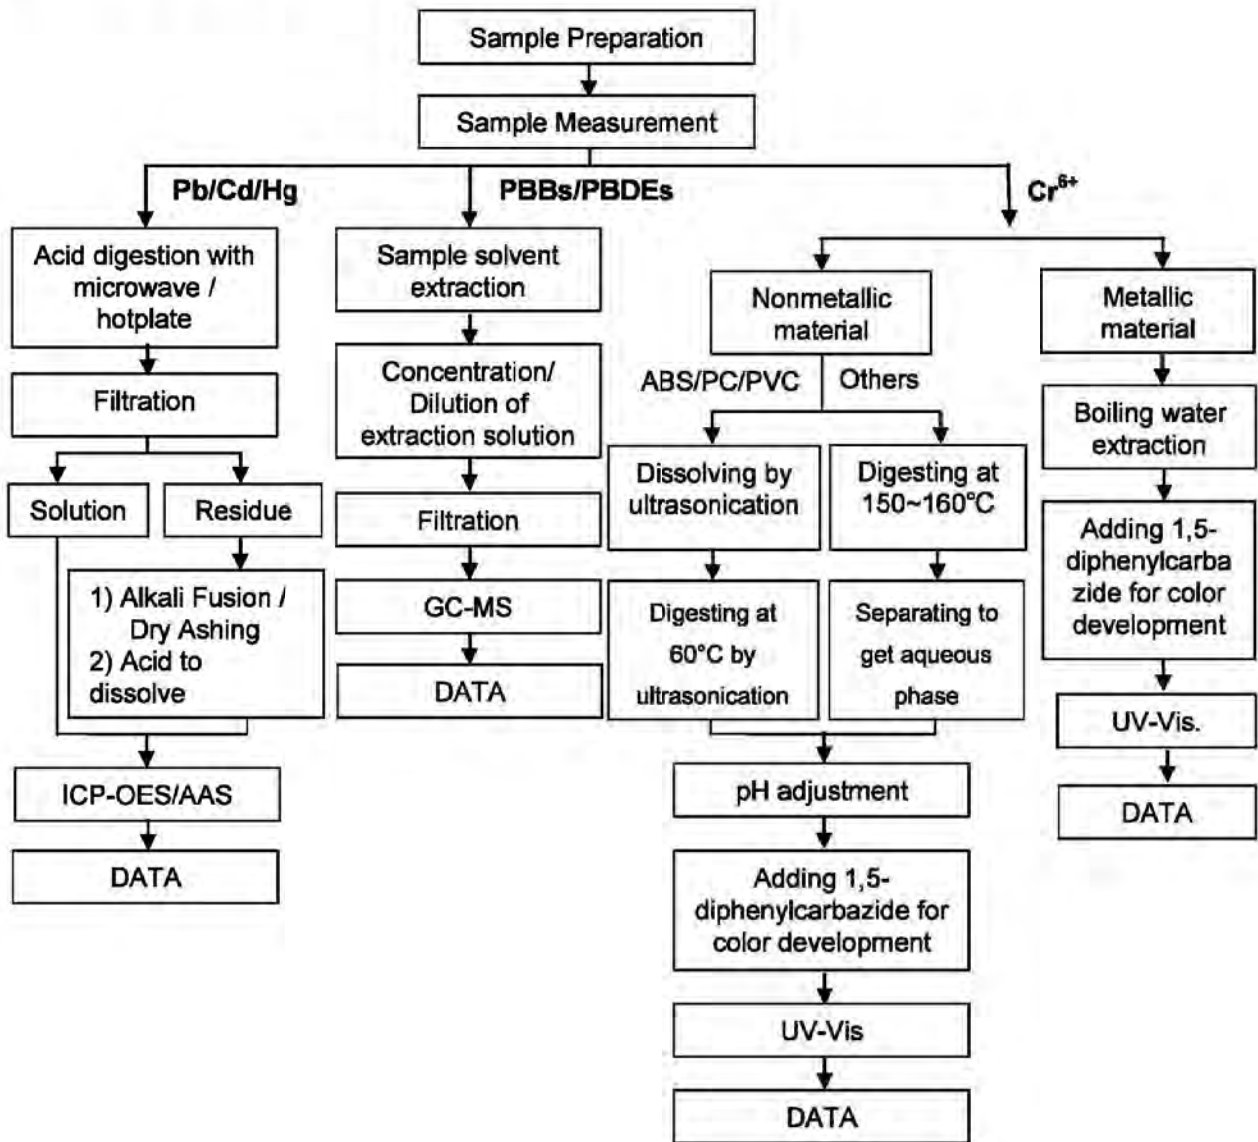 Sample Preparation
Sample Measurement
Pb/Cd/Hg
PBBs/PBDEs
Cr⁶⁺
Acid digestion with
microwave /
hotplate
Filtration
Solution
Residue
1) Alkali Fusion /
Dry Ashing
2) Acid to
dissolve
ICP-OES/AAS
DATA
Sample solvent
extraction
Concentration/
Dilution of
extraction solution
Filtration
GC-MS
DATA
Nonmetallic
material
ABS/PC/PVC
Others
Dissolving by
ultrasonication
Digesting at
60°C by
ultrasonication
Digesting at
150~160°C
Separating to
get aqueous
phase
pH adjustment
Adding 1,5-
diphenylcarbazide for
color development
UV-Vis
DATA
Metallic
material
Boiling water
extraction
Adding 1,5-
diphenylcarba
zide for color
development
UV-Vis.
DATA